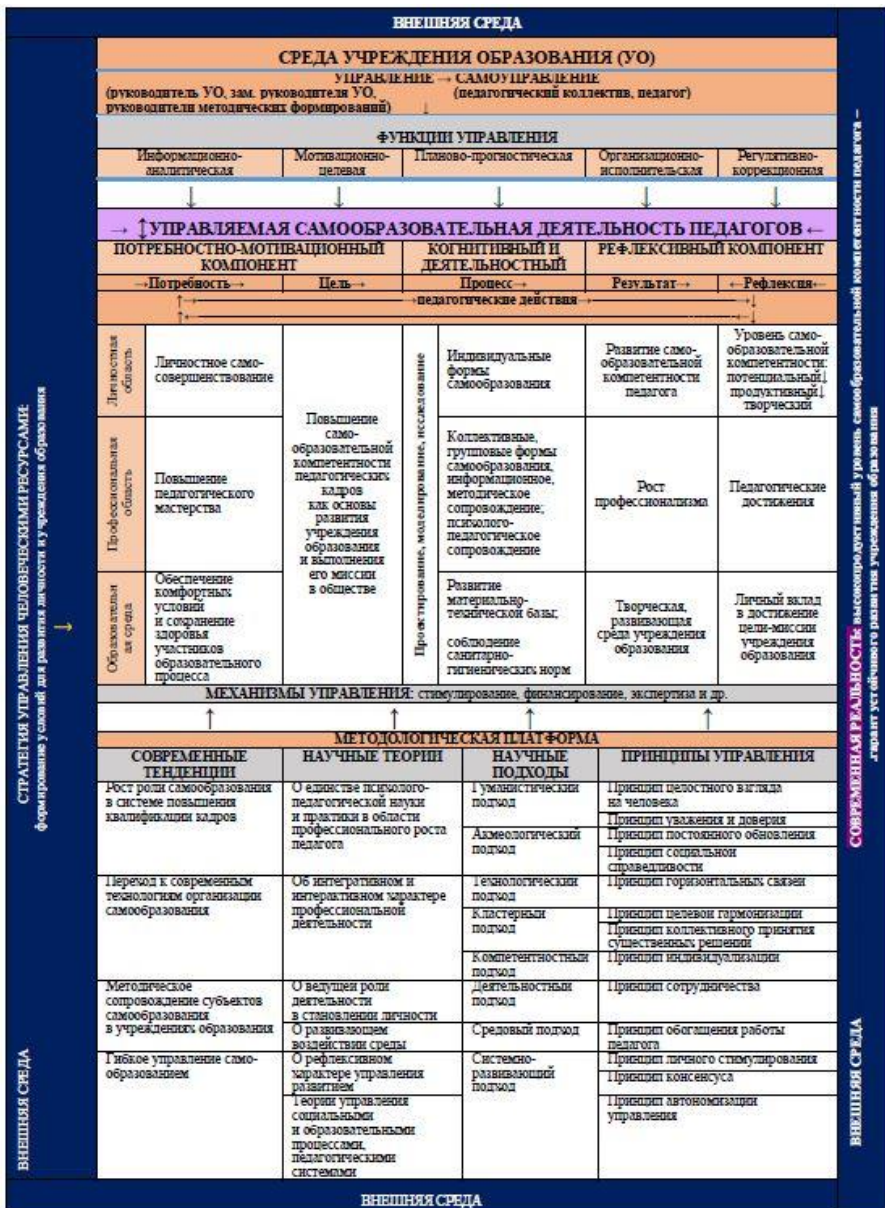 ВНЕШНЯЯ СРЕДА
СТРАТЕГИЯ УПРАВЛЕНИЯ ЧЕЛОВЕЧЕСКИМИ РЕСУРСАМИ:
формирование условий для развития личности и учреждения образования
→
ВНЕШНЯЯ СРЕДА
СРЕДА УЧРЕЖДЕНИЯ ОБРАЗОВАНИЯ (УО)
УПРАВЛЕНИЕ → САМОУПРАВЛЕНИЕ
(руководитель УО, зам. руководителя УО, (педагогический коллектив, педагог)
руководители методических формирований) ↓
ФУНКЦИИ УПРАВЛЕНИЯ
Информационно-
аналитическая
Мотивационно-
целевая
Планово-прогностическая
Организационно-
исполнительская
Регулятивно-
коррекционная
↓ ↓ ↓ ↓ ↓
→ ↕УПРАВЛЯЕМАЯ САМООБРАЗОВАТЕЛЬНАЯ ДЕЯТЕЛЬНОСТЬ ПЕДАГОГОВ ←
ПОТРЕБНОСТНО-МОТИВАЦИОННЫЙ
КОМПОНЕНТ
КОГНИТИВНЫЙ И
ДЕЯТЕЛЬНОСТНЫЙ
РЕФЛЕКСИВНЫЙ КОМПОНЕНТ
→Потребность→
Цель→
Процесс→
Результат→
←Рефлексия←
→педагогические действия→
Личностная
область
Личностное само-
совершенствование
Повышение
само-
образовательной
компетентности
педагогических
кадров
как основы
развития
учреждения
образования
и выполнения
его миссии
в обществе
Проектирование, моделирование, исследование
Индивидуальные
формы
самообразования
Развитие само-
образовательной
компетентности
педагога
Уровень само-
образовательной
компетентности:
потенциальный↓
продуктивный↓
творческий
Профессиональная
область
Повышение
педагогического
мастерства
Коллективные,
групповые формы
самообразования,
информационное,
методическое
сопровождение;
психолого-
педагогическое
сопровождение
Рост
профессионализма
Педагогические
достижения
Образовательн
ая среда
Обеспечение
комфортных
условий
и сохранение
здоровья
участников
образовательного
процесса
Развитие
материально-
технической базы;
соблюдение
санитарно-
гигиенических норм
Творческая,
развивающая
среда учреждения
образования
Личный вклад
в достижение
цели-миссии
учреждения
образования
МЕХАНИЗМЫ УПРАВЛЕНИЯ: стимулирование, финансирование, экспертиза и др.
↑ ↑ ↑ ↑
МЕТОДОЛОГИЧЕСКАЯ ПЛАТФОРМА
СОВРЕМЕННЫЕ
ТЕНДЕНЦИИ
НАУЧНЫЕ ТЕОРИИ
НАУЧНЫЕ
ПОДХОДЫ
ПРИНЦИПЫ УПРАВЛЕНИЯ
Рост роли самообразования
в системе повышения
квалификации кадров
О единстве психолого-
педагогической науки
и практики в области
профессионального роста
педагога
Гуманистический
подход
Акмеологический
подход
Принцип целостного взгляда
на человека
Принцип уважения и доверия
Принцип постоянного обновления
Принцип социальной
справедливости
Переход к современным
технологиям организации
самообразования
Об интегративном и
интерактивном характере
профессиональной
деятельности
Технологический
подход
Кластерный
подход
Компетентностный
подход
Принцип горизонтальных связей
Принцип целевой гармонизации
Принцип коллективного принятия
существенных решений
Принцип индивидуализации
Методическое
сопровождение субъектов
самообразования
в учреждениях образования
О ведущей роли
деятельности
в становлении личности
О развивающем
воздействии среды
Деятельностный
подход
Средовый подход
Принцип сотрудничества
Принцип обогащения работы
педагога
Гибкое управление само-
образованием
О рефлексивном
характере управления
развитием
Теории управления
социальными
и образовательными
процессами,
педагогическими
системами
Системно-
развивающий
подход
Принцип личного стимулирования
Принцип консенсуса
Принцип автономизации
управления
СОВРЕМЕННАЯ РЕАЛЬНОСТЬ: высокопродуктивный уровень самообразовательной компетентности педагога –
гарант устойчивого развития учреждения образования
ВНЕШНЯЯ СРЕДА
ВНЕШНЯЯ СРЕДА